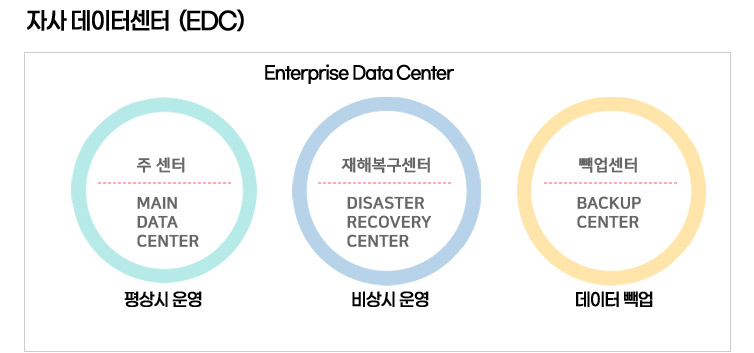 자사 데이터센터 (EDC)
Enterprise Data Center
주 센터
MAIN
DATA
CENTER
평상시 운영
재해복구센터
DISASTER
RECOVERY
CENTER
비상시 운영
빽업센터
BACKUP
CENTER
데이터 빽업